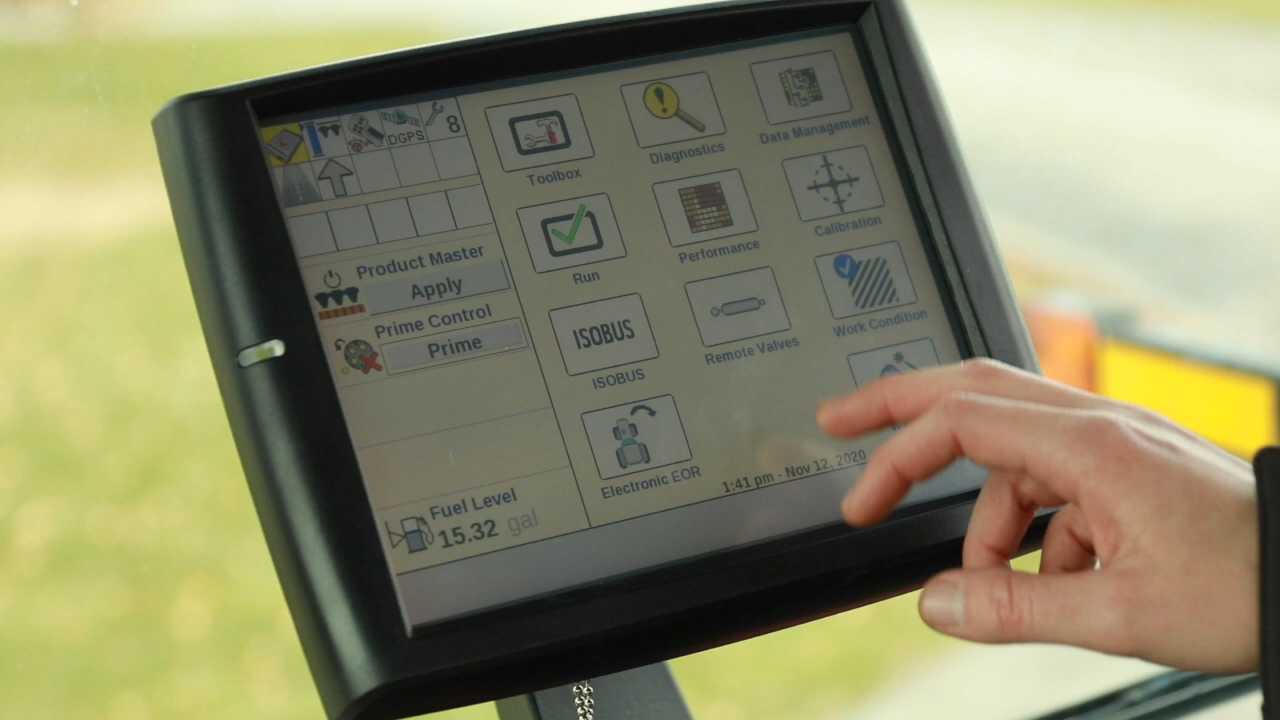 DGPS
8
Product Master
Apply
Prime Control
Prime
Fuel Level
15.32 gal
Toolbox
Diagnostics
Data Management
Run
Performance
Calibration
ISOBUS
ISOBUS
Remote Valves
Work Condition
Electronic EOR
1:41 pm - Nov 12, 2020